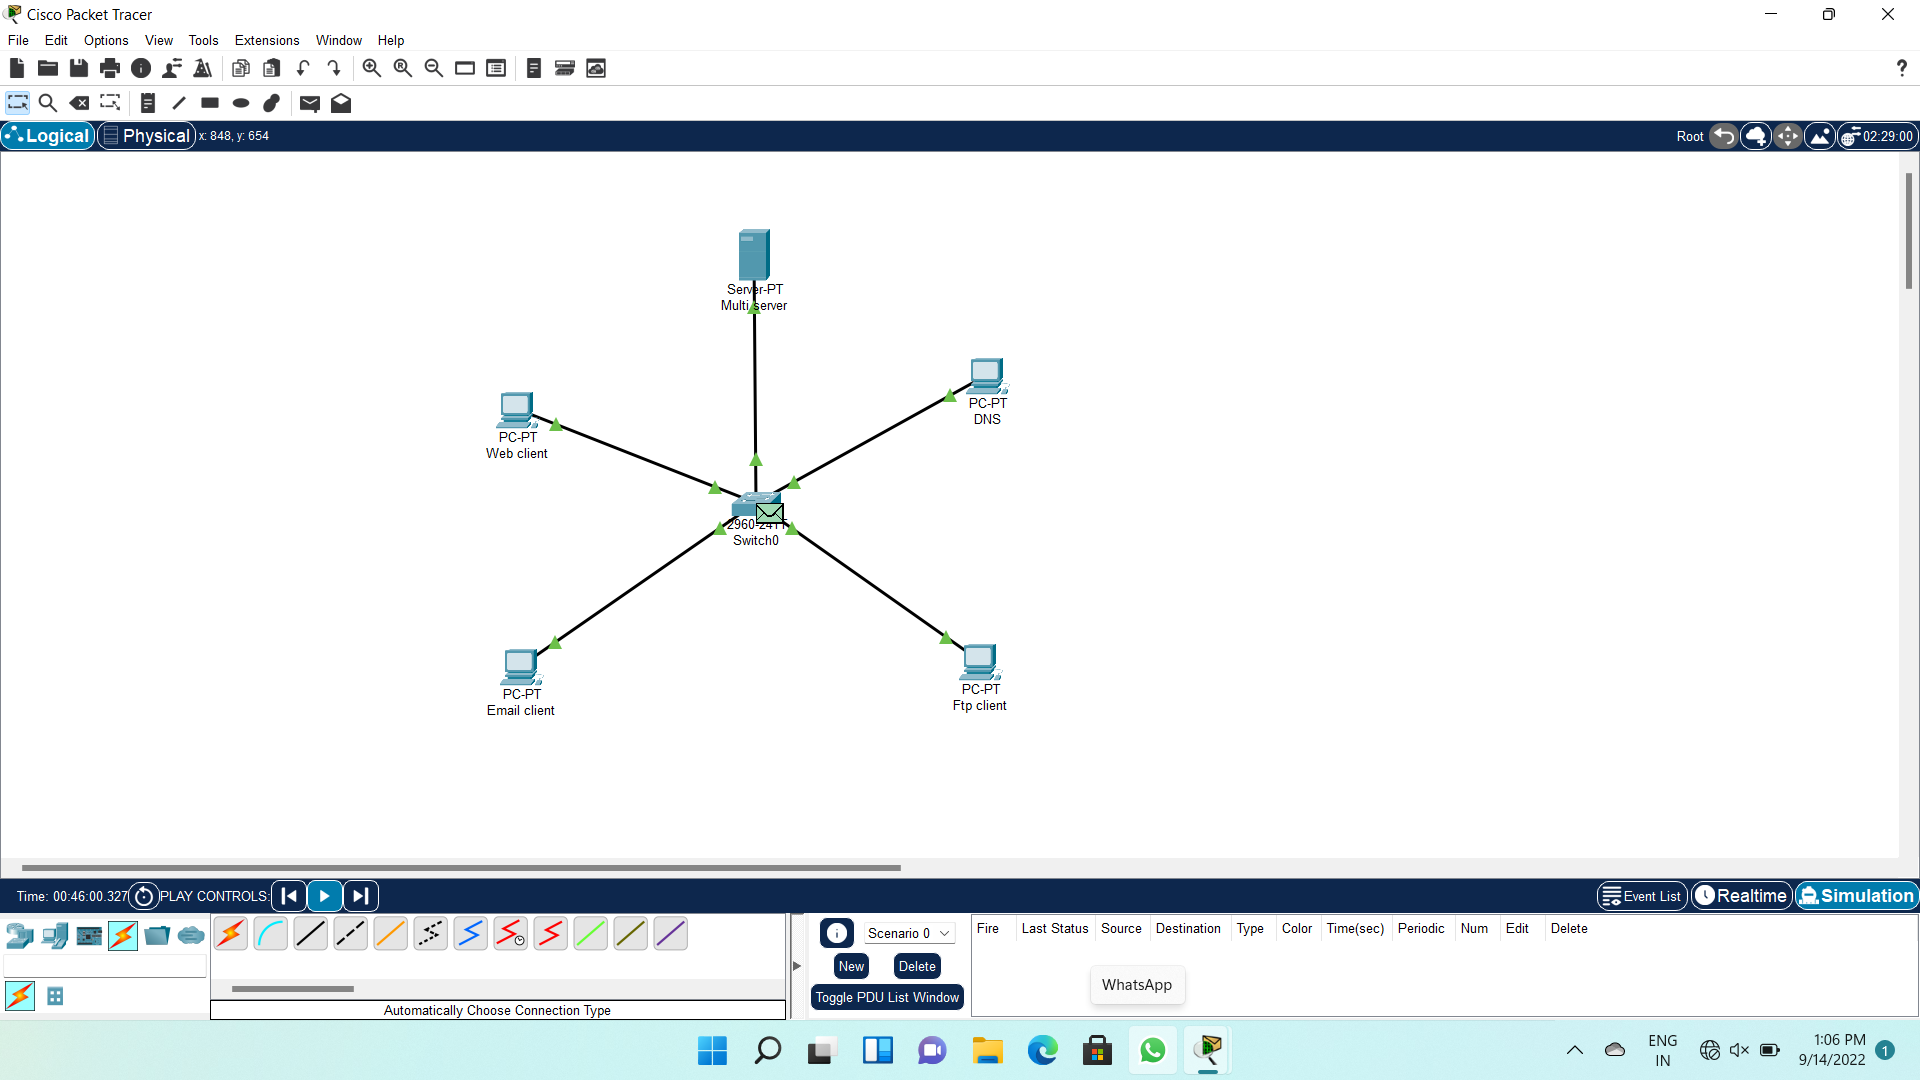 Cisco Packet Tracer
File Edit Options View Tools Extensions Window Help
?
Logical Physical x: 848, y: 654 Root 02:29:00
Server-PT
Multi server
PC-PT
DNS
PC-PT
Web client
2960-24TT
Switch0
PC-PT
Email client
PC-PT
Ftp client
Time: 00:46:00.327 PLAY CONTROLS: Event List Realtime Simulation
Scenario 0
New Delete
Toggle PDU List Window
Fire Last Status Source Destination Type Color Time(sec) Periodic Num Edit Delete
WhatsApp
Automatically Choose Connection Type
ENG
IN
1:06 PM
9/14/2022
1